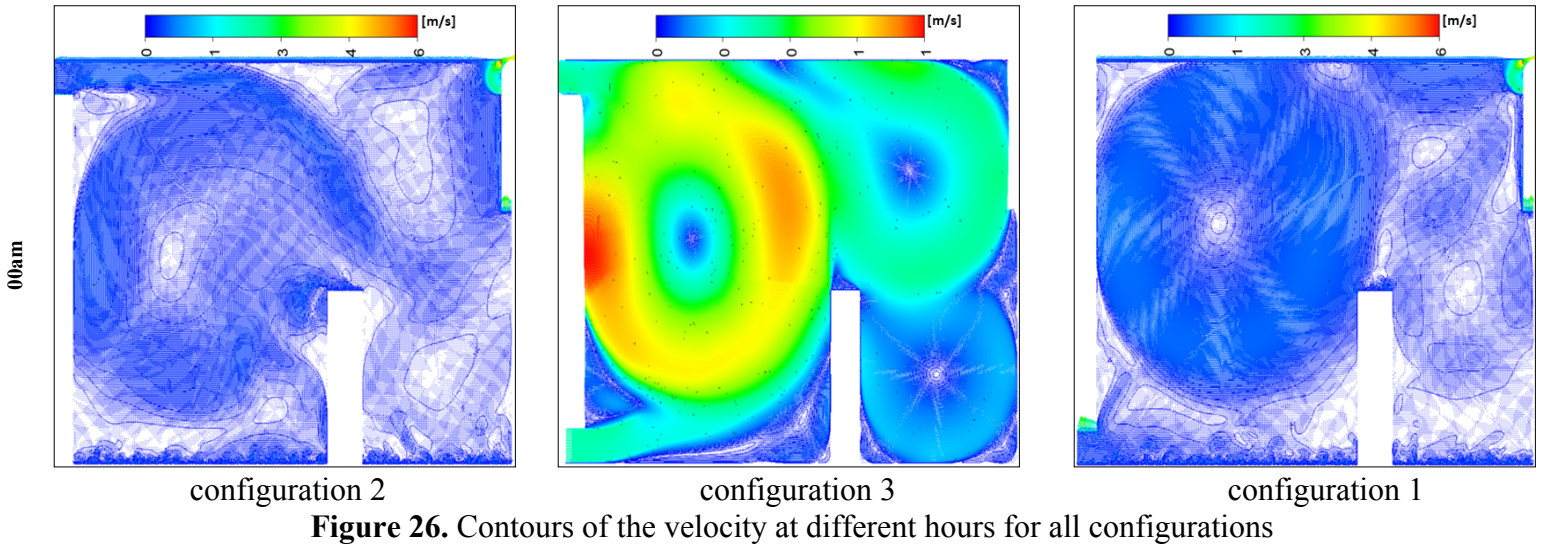 [m/s]
0 1 3 4 6
[m/s]
0 0 0 1 1
[m/s]
0 1 3 4 6
00am
configuration 2
configuration 3
configuration 1
Figure 26. Contours of the velocity at different hours for all configurations